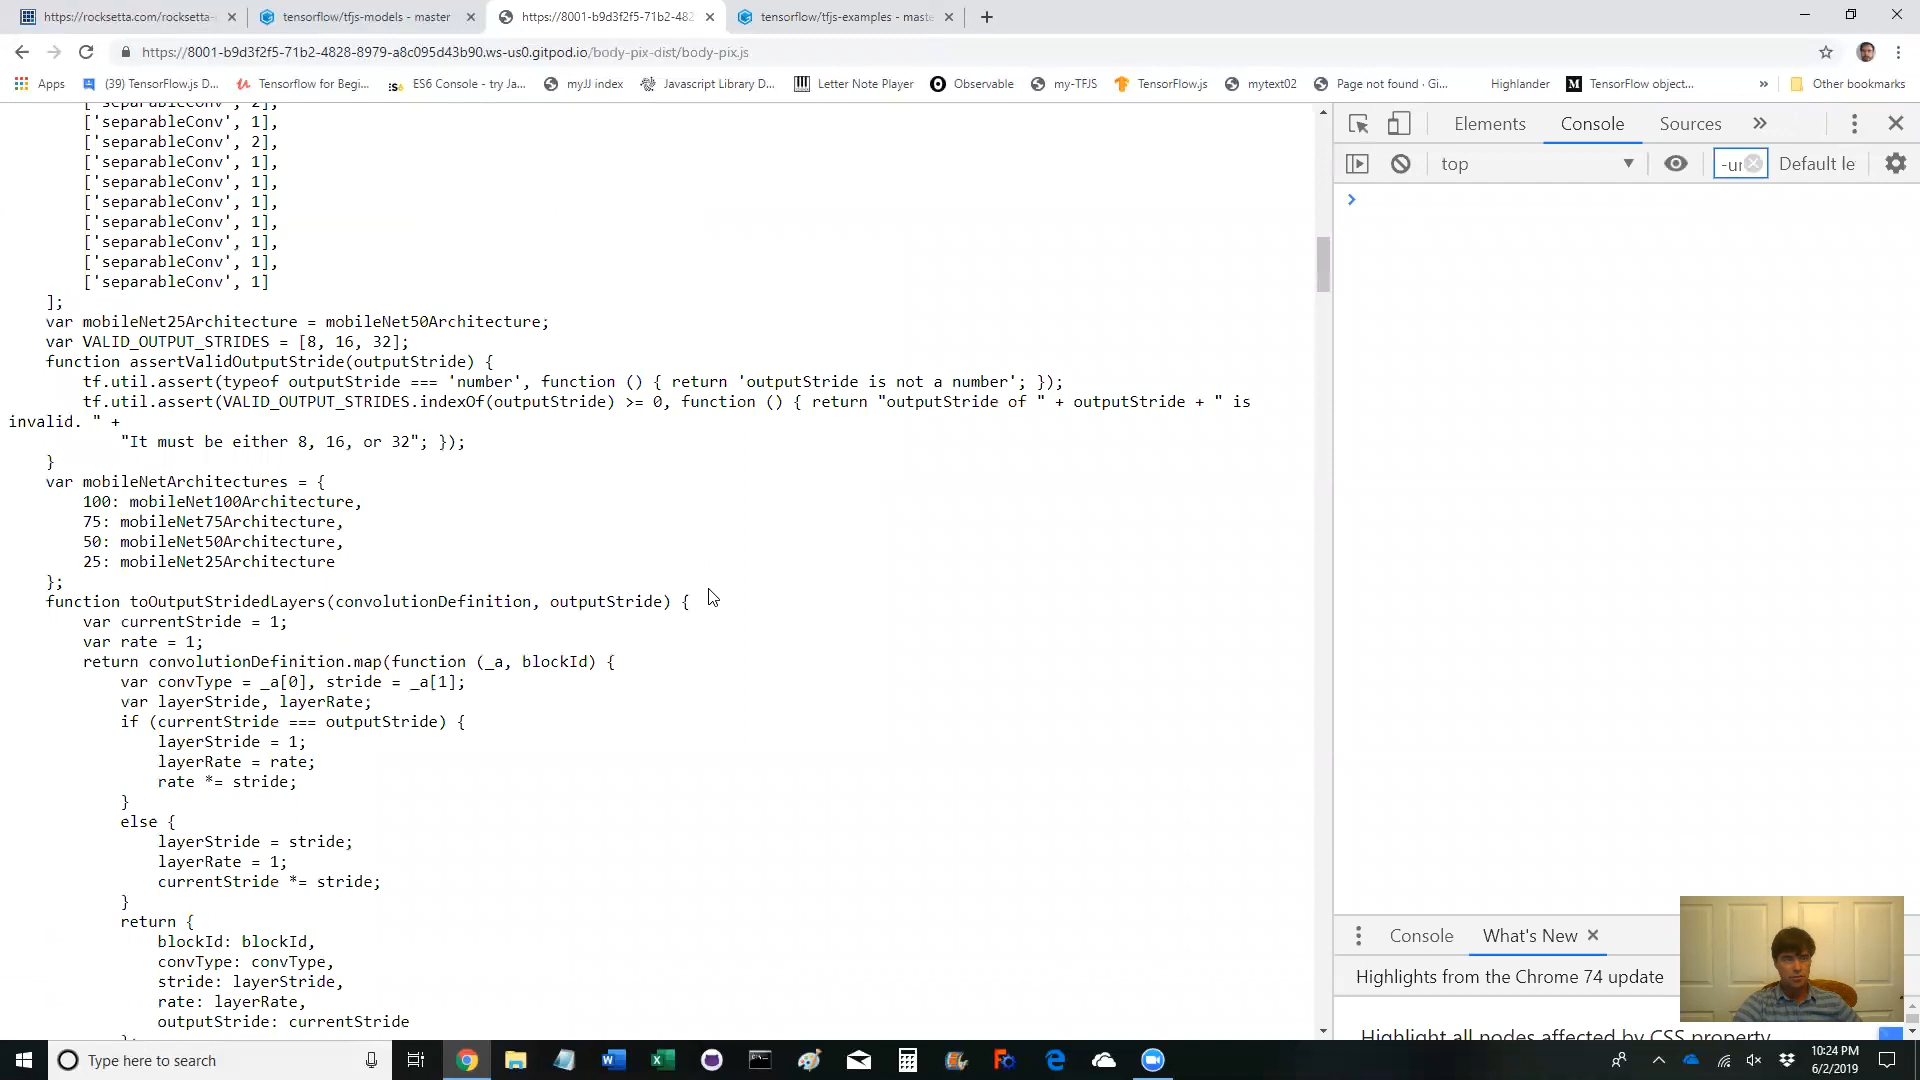 https://rocksetta.com/rocksetta-
tensorflow/tfjs-models - master
https://8001-b9d3f2f5-71b2-482
tensorflow/tfjs-examples - maste
https://8001-b9d3f2f5-71b2-4828-8979-a8c095d43b90.ws-us0.gitpod.io/body-pix-dist/body-pix.js
Apps
(39) TensorFlow.js D...
Tensorflow for Begi...
ES6 Console - try Ja...
myJJ index
Javascript Library D...
Letter Note Player
Observable
my-TFJS
TensorFlow.js
mytext02
Page not found · Gi...
Highlander
TensorFlow object...
»
Other bookmarks
['separableConv', 2],
['separableConv', 1],
['separableConv', 2],
['separableConv', 1],
['separableConv', 1],
['separableConv', 1],
['separableConv', 1],
['separableConv', 1],
['separableConv', 1],
['separableConv', 1]
];
var mobileNet25Architecture = mobileNet50Architecture;
var VALID_OUTPUT_STRIDES = [8, 16, 32];
function assertValidOutputStride(outputStride) {
tf.util.assert(typeof outputStride === 'number', function () { return 'outputStride is not a number'; });
tf.util.assert(VALID_OUTPUT_STRIDES.indexOf(outputStride) >= 0, function () { return "outputStride of " + outputStride + " is
invalid. " +
"It must be either 8, 16, or 32"; });
}
var mobileNetArchitectures = {
100: mobileNet100Architecture,
75: mobileNet75Architecture,
50: mobileNet50Architecture,
25: mobileNet25Architecture
};
function toOutputStridedLayers(convolutionDefinition, outputStride) {
var currentStride = 1;
var rate = 1;
return convolutionDefinition.map(function (_a, blockId) {
var convType = _a[0], stride = _a[1];
var layerStride, layerRate;
if (currentStride === outputStride) {
layerStride = 1;
layerRate = rate;
rate *= stride;
}
else {
layerStride = stride;
layerRate = 1;
currentStride *= stride;
}
return {
blockId: blockId,
convType: convType,
stride: layerStride,
rate: layerRate,
outputStride: currentStride
Elements
Console
Sources
»
top
-ur
Default le
Console
What's New
Highlights from the Chrome 74 update
Highlight all nodes affected by CSS property
Type here to search
10:24 PM
6/2/2019